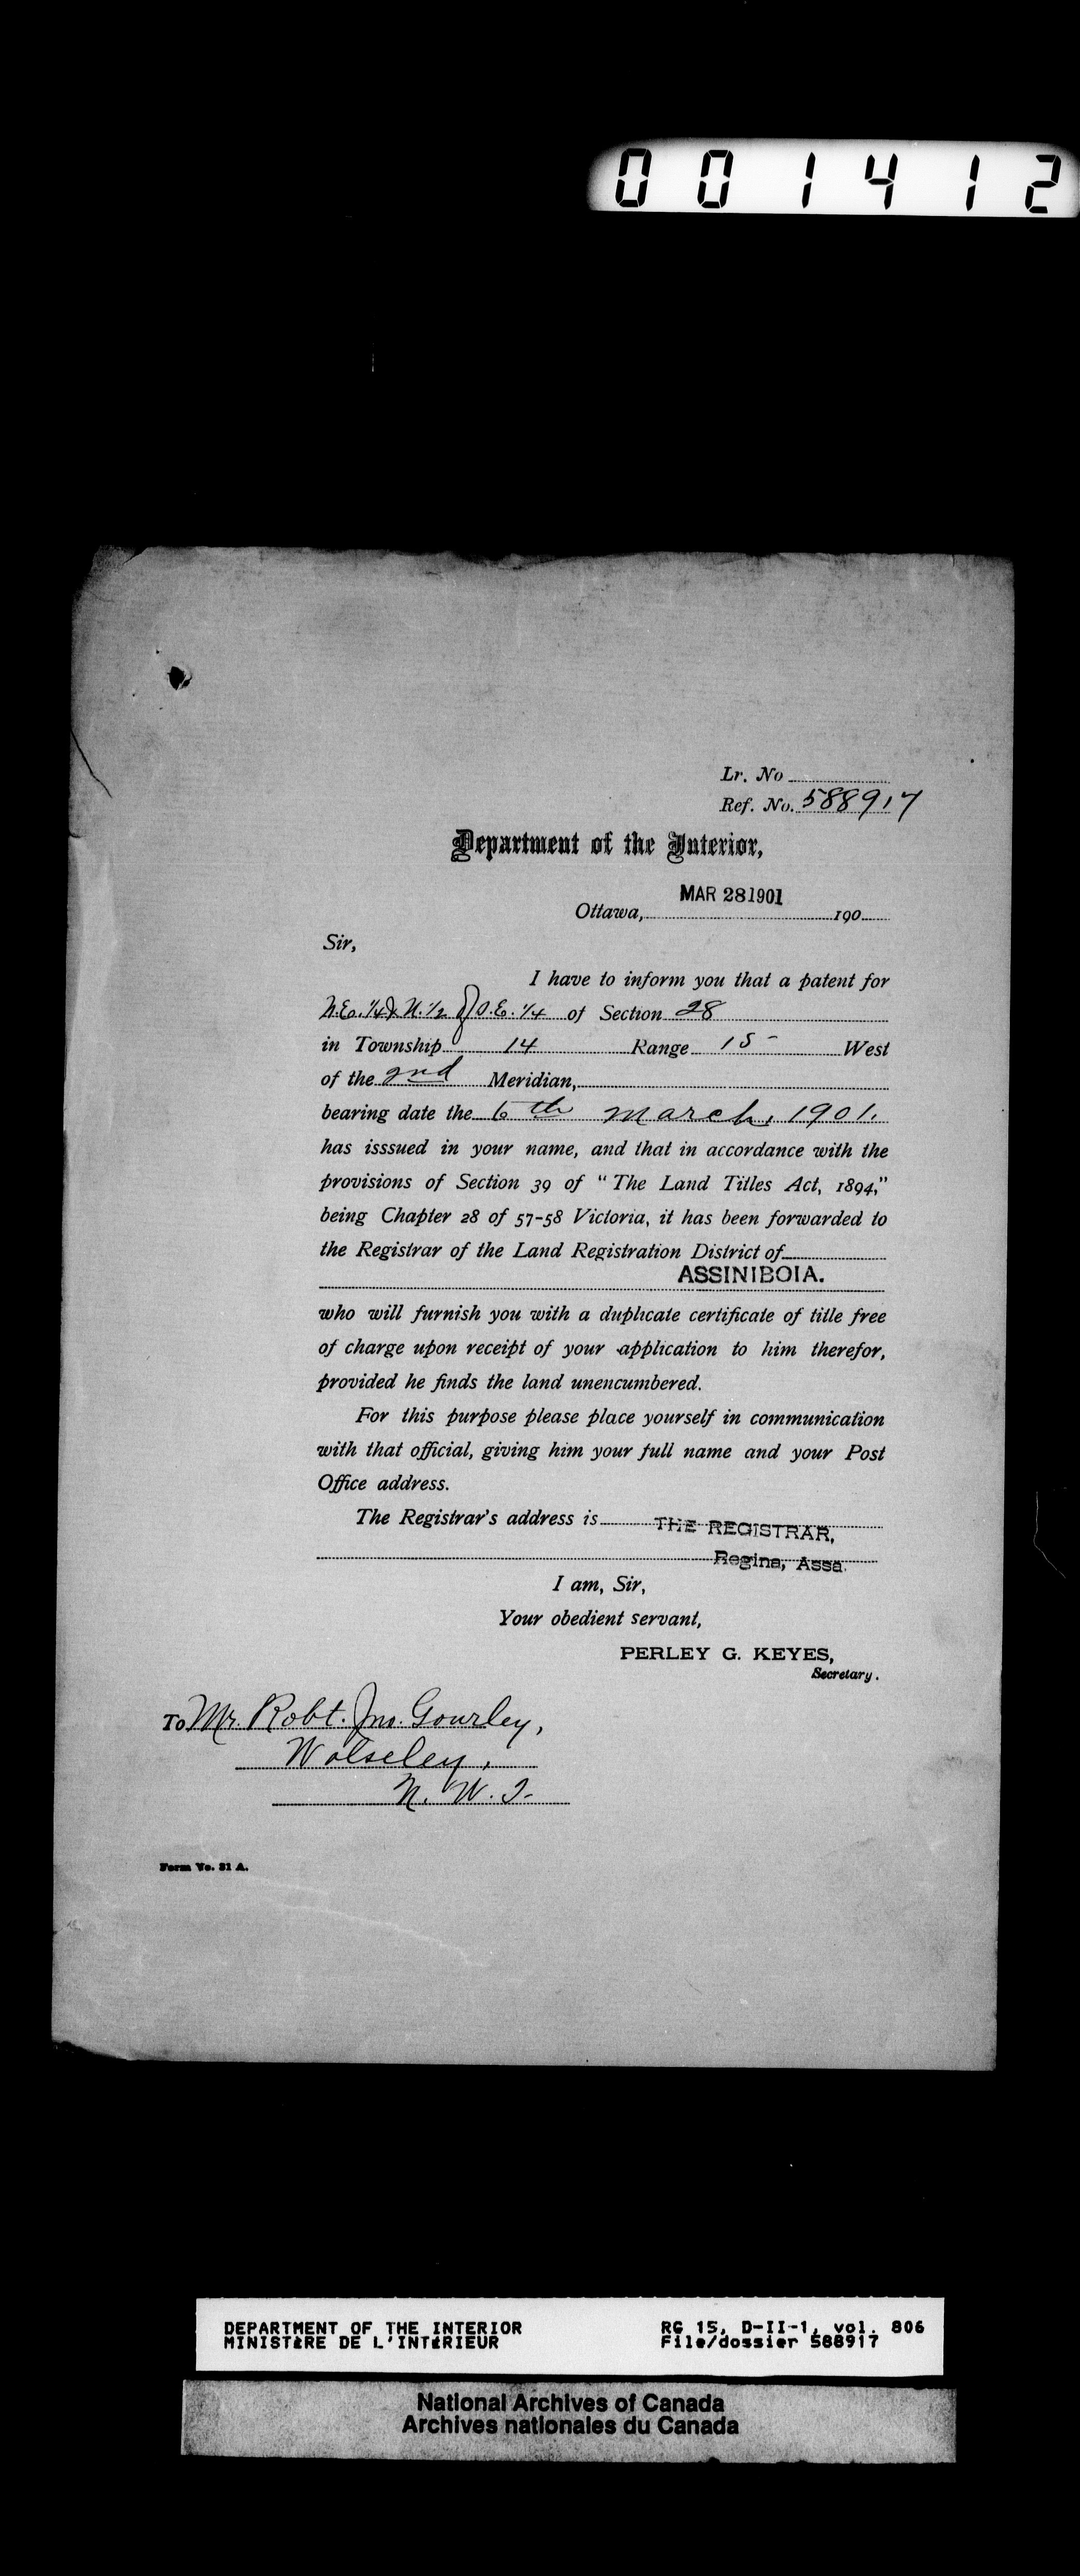 001412
Lr. No
Ref. No. 588917
Department of the Interior,
MAR 28 1901
Ottawa, 190
Sir,
I have to inform you that a patent for
N.E. 1/4 & N. 1/2 of S.E. 1/4 of Section 28
in Township 14 Range 15 West
of the 2nd Meridian,
bearing date the 6th March, 1901.
has isssued in your name, and that in accordance with the
provisions of Section 39 of "The Land Titles Act, 1894,"
being Chapter 28 of 57-58 Victoria, it has been forwarded to
the Registrar of the Land Registration District of
ASSINIBOIA.
who will furnish you with a duplicate certificate of title free
of charge upon receipt of your application to him therefor,
provided he finds the land unencumbered.
For this purpose please place yourself in communication
with that official, giving him your full name and your Post
Office address.
The Registrar's address is THE REGISTRAR,
Regina, Assa.
I am, Sir,
Your obedient servant,
PERLEY G. KEYES,
Secretary.
To Mr. Robt. Jno. Gourley,
Wolseley,
N. W. T.
Form No. 31 A.
DEPARTMENT OF THE INTERIOR RG 15, D-II-1, vol. 806
MINISTÈRE DE L'INTÉRIEUR File/dossier 588917
National Archives of Canada
Archives nationales du Canada